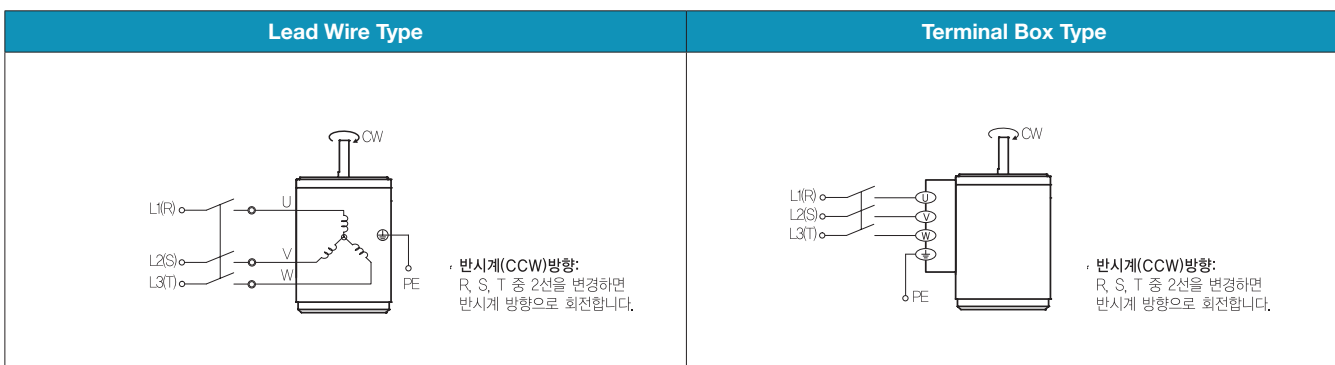 Lead Wire Type
Terminal Box Type
CW
L1(R)
U
L2(S)
V
L3(T)
W
PE
반시계(CCW)방향:
R, S, T 중 2선을 변경하면
반시계 방향으로 회전합니다.
CW
L1(R)
U
L2(S)
V
L3(T)
W
PE
반시계(CCW)방향:
R, S, T 중 2선을 변경하면
반시계 방향으로 회전합니다.